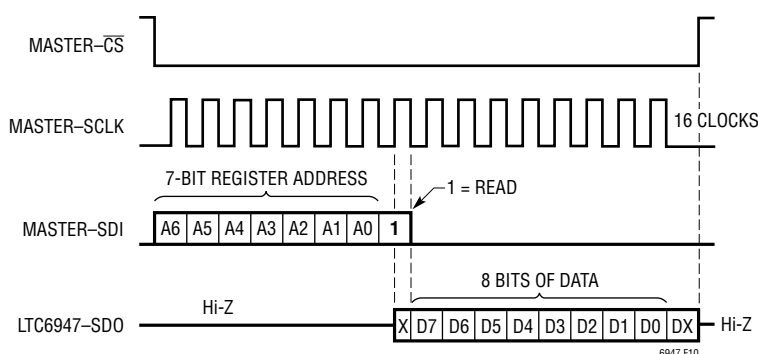 MASTER–C̅S̅
MASTER–SCLK
16 CLOCKS
7-BIT REGISTER ADDRESS
1 = READ
MASTER–SDI
A6 A5 A4 A3 A2 A1 A0 1
8 BITS OF DATA
Hi-Z
LTC6947–SDO
X D7 D6 D5 D4 D3 D2 D1 D0 DX
Hi-Z
6947 F10